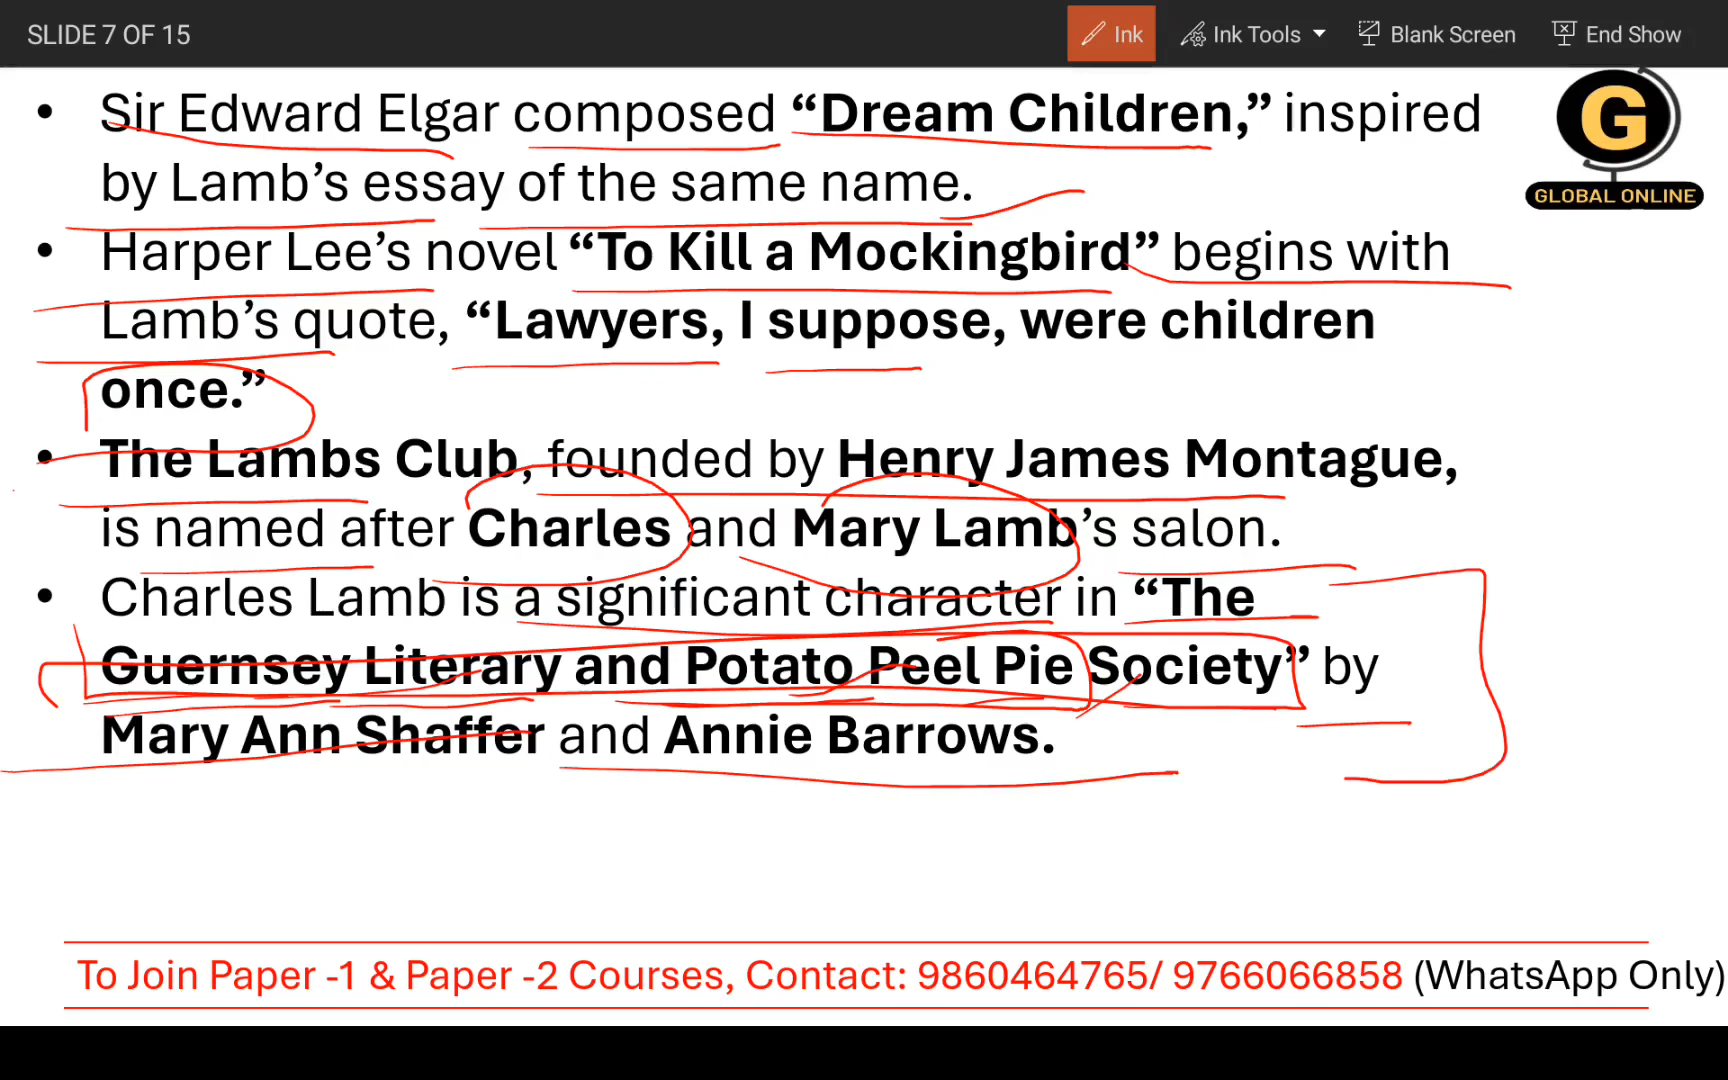 SLIDE 7 OF 15
Ink
Ink Tools
Blank Screen
End Show
• Sir Edward Elgar composed “Dream Children,” inspired
by Lamb’s essay of the same name.
• Harper Lee’s novel “To Kill a Mockingbird” begins with
Lamb’s quote, “Lawyers, I suppose, were children
once.”
• The Lambs Club, founded by Henry James Montague,
is named after Charles and Mary Lamb’s salon.
• Charles Lamb is a significant character in “The
Guernsey Literary and Potato Peel Pie Society” by
Mary Ann Shaffer and Annie Barrows.
G
GLOBAL ONLINE
To Join Paper -1 & Paper -2 Courses, Contact: 9860464765/ 9766066858 (WhatsApp Only)